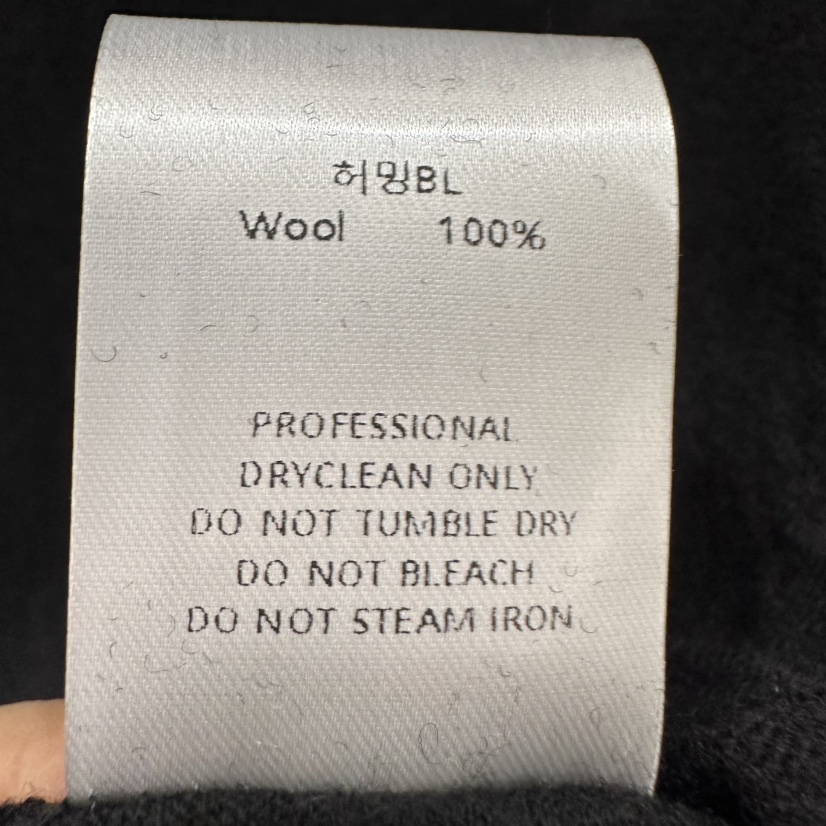 허밍BL
Wool 100%
PROFESSIONAL
DRYCLEAN ONLY
DO NOT TUMBLE DRY
DO NOT BLEACH
DO NOT STEAM IRON